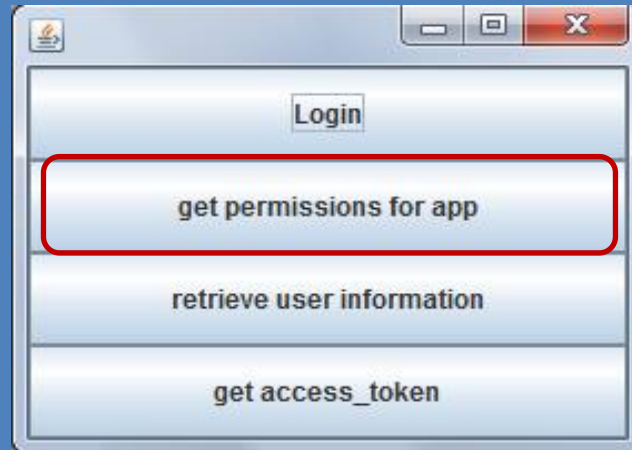 Login
get permissions for app
retrieve user information
get access_token